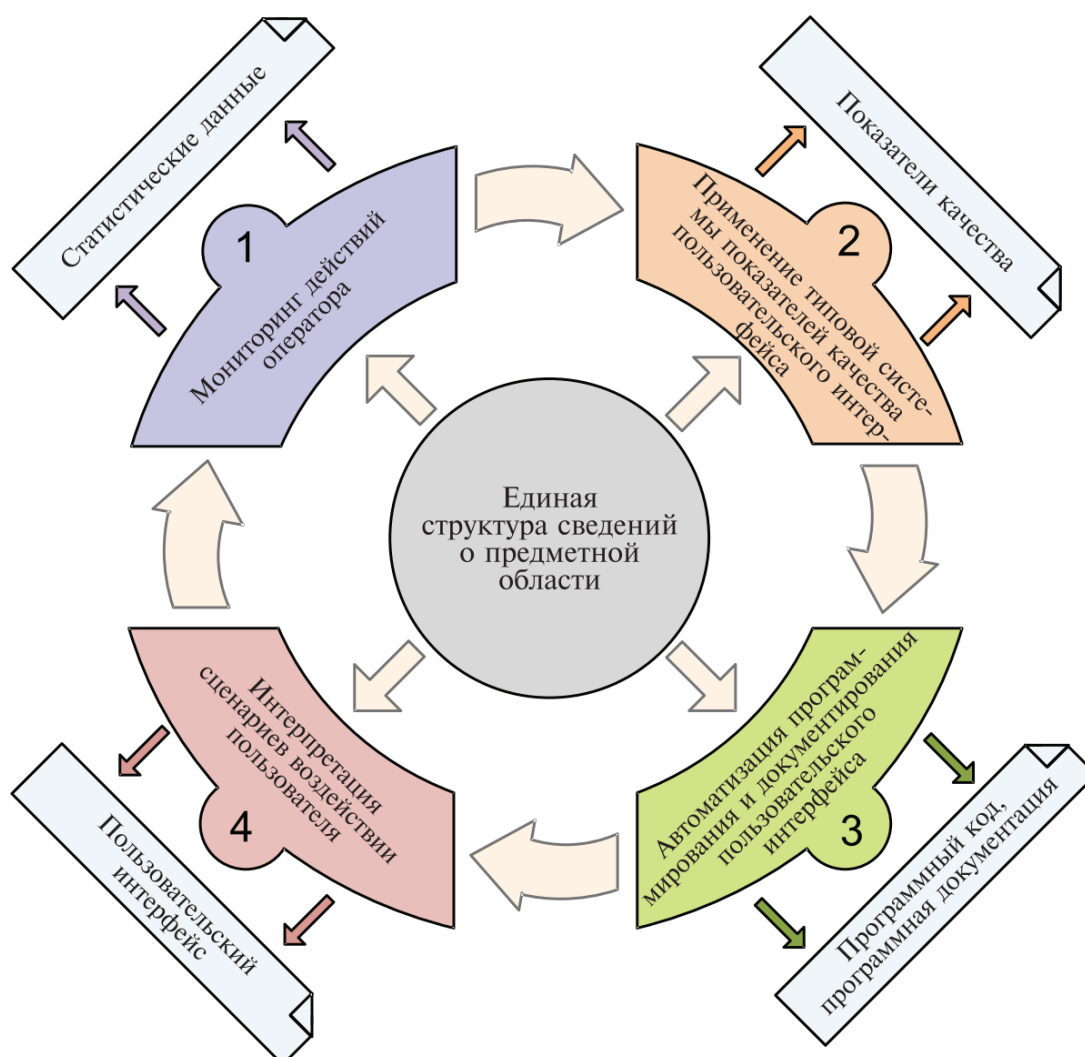 Статистические данные
1
Мониторинг действий
оператора
Показатели качества
2
Применение типовой систе-
мы показателей качества
пользовательского интер-
фейса
Единая
структура сведений
о предметной
области
Интерпретация
сценариев воздействии
пользователя
4
Пользовательский
интерфейс
Автоматизация програм-
мирования и документирования
пользовательского
интерфейса
3
Программный код,
программная документация